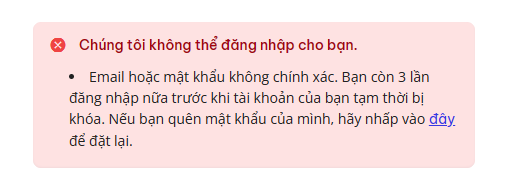 Chúng tôi không thể đăng nhập cho bạn.
• Email hoặc mật khẩu không chính xác. Bạn còn 3 lần
đăng nhập nữa trước khi tài khoản của bạn tạm thời bị
khóa. Nếu bạn quên mật khẩu của mình, hãy nhấp vào đây
để đặt lại.